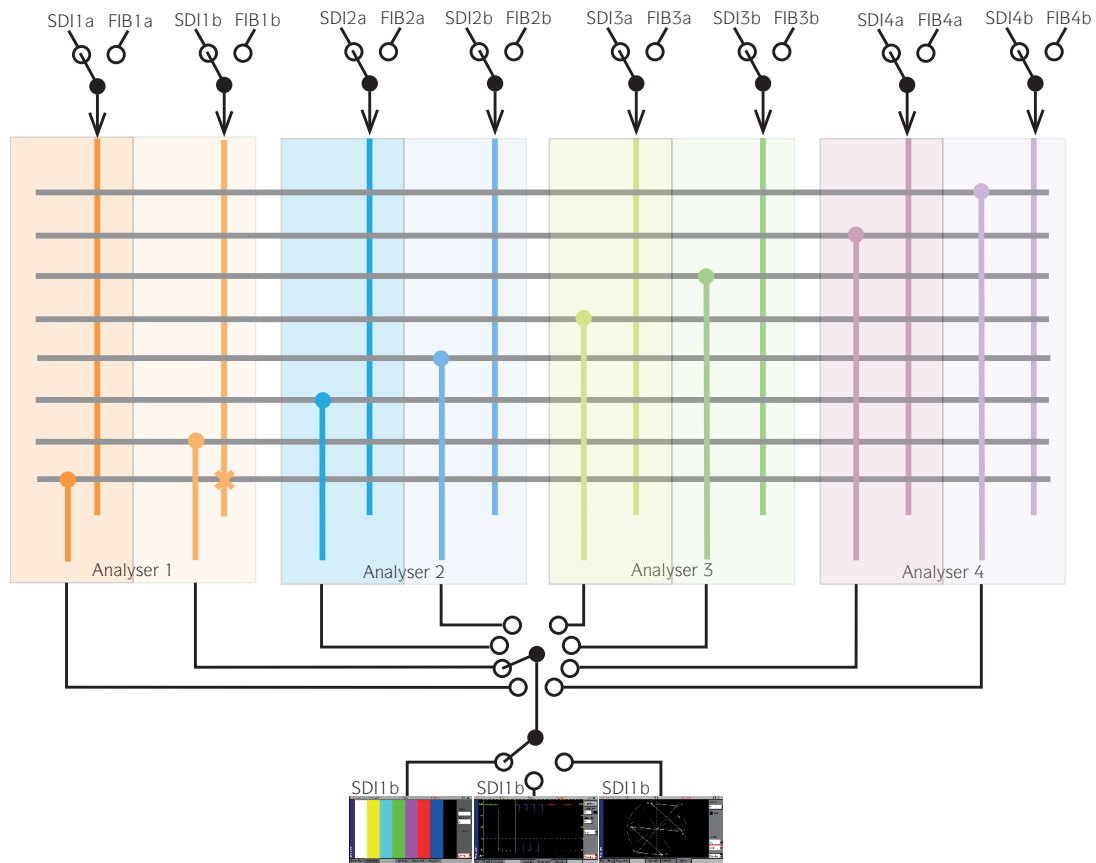 SDI1a FIB1a SDI1b FIB1b SDI2a FIB2a SDI2b FIB2b SDI3a FIB3a SDI3b FIB3b SDI4a FIB4a SDI4b FIB4b
Analyser 1 Analyser 2 Analyser 3 Analyser 4
SDI1b SDI1b SDI1b